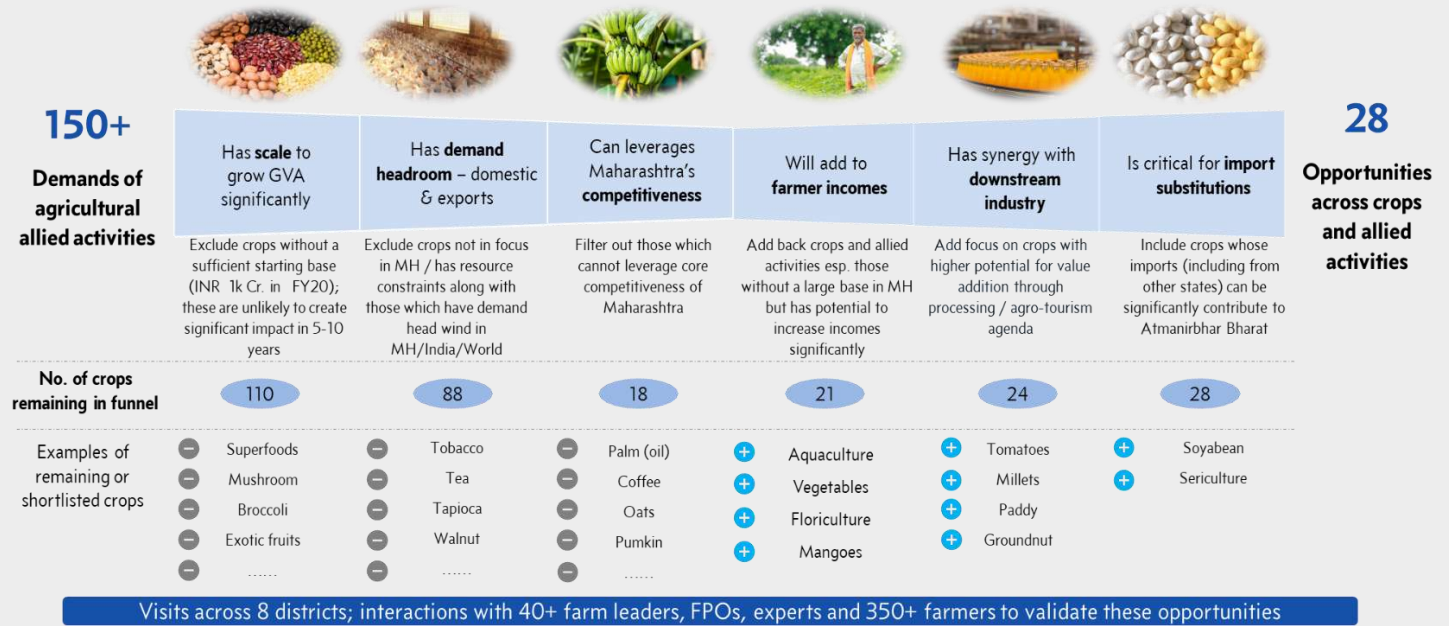 150+
Demands of
agricultural
allied activities
Has scale to
grow GVA
significantly
Exclude crops without a
sufficient starting base
(INR 1k Cr. in FY20);
these are unlikely to create
significant impact in 5-10
years
Has demand
headroom – domestic
& exports
Exclude crops not in focus
in MH / has resource
constraints along with
those which have demand
head wind in
MH/India/World
Can leverages
Maharashtra's
competitiveness
Filter out those which
cannot leverage core
competitiveness of
Maharashtra
Will add to
farmer incomes
Add back crops and allied
activities esp. those
without a large base in MH
but has potential to
increase incomes
significantly
Has synergy with
downstream
industry
Add focus on crops with
higher potential for value
addition through
processing / agro-tourism
agenda
Is critical for import
substitutions
Include crops whose
imports (including from
other states) can be
significantly contribute to
Atmanirbhar Bharat
28
Opportunities
across crops
and allied
activities
No. of crops
remaining in funnel
110
88
18
21
24
28
Examples of
remaining or
shortlisted crops
Superfoods
Mushroom
Broccoli
Exotic fruits
......
Tobacco
Tea
Tapioca
Walnut
......
Palm (oil)
Coffee
Oats
Pumkin
......
Aquaculture
Vegetables
Floriculture
Mangoes
Tomatoes
Millets
Paddy
Groundnut
Soyabean
Sericulture
Visits across 8 districts; interactions with 40+ farm leaders, FPOs, experts and 350+ farmers to validate these opportunities